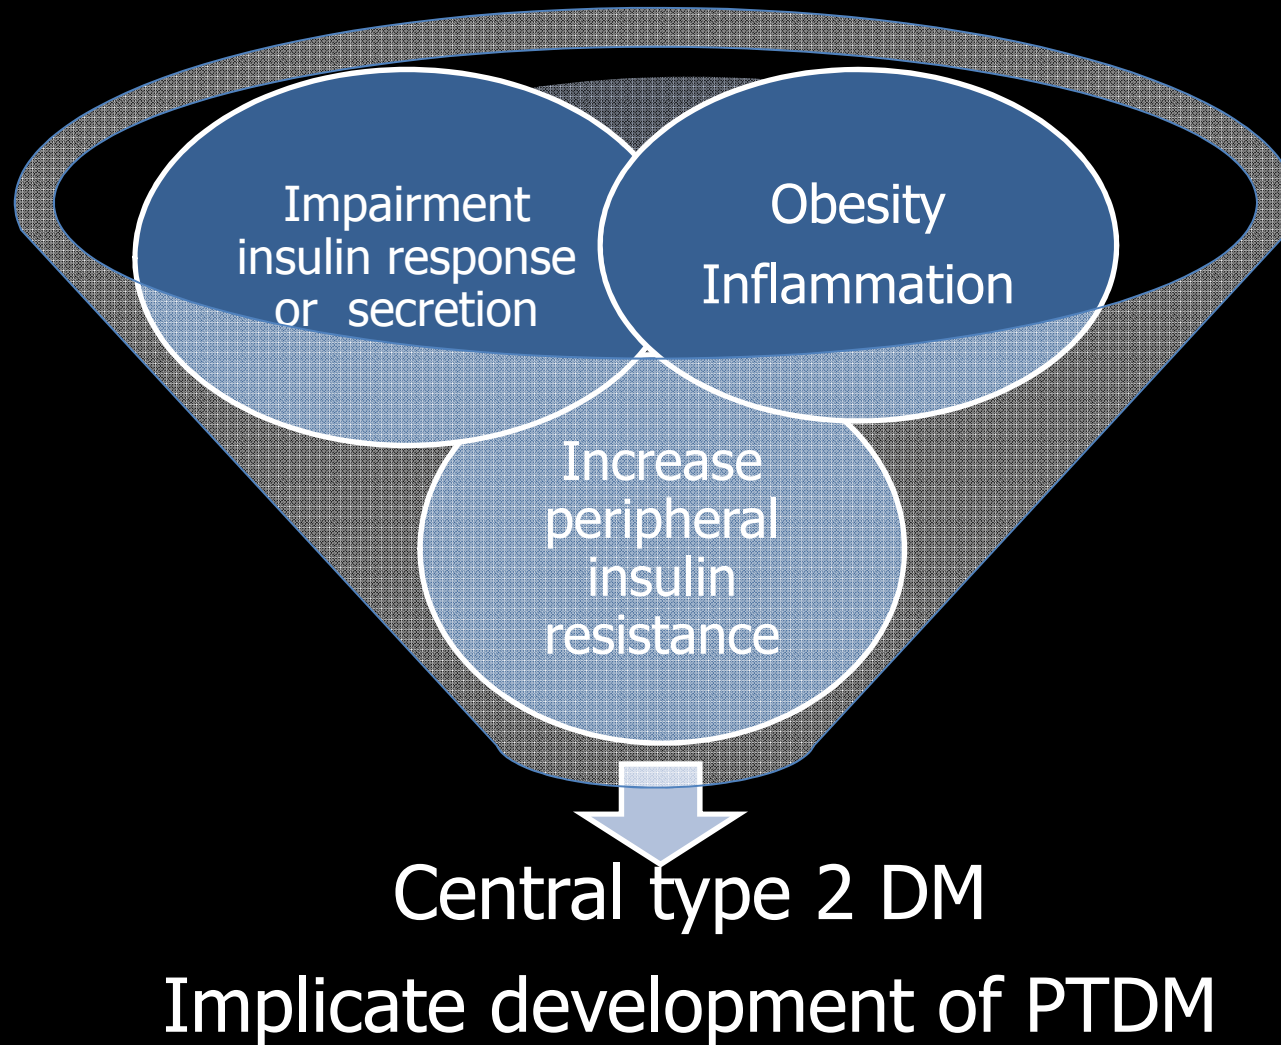 Impairment
insulin response
or secretion
Obesity
Inflammation
Increase
peripheral
insulin
resistance
Central type 2 DM
Implicate development of PTDM